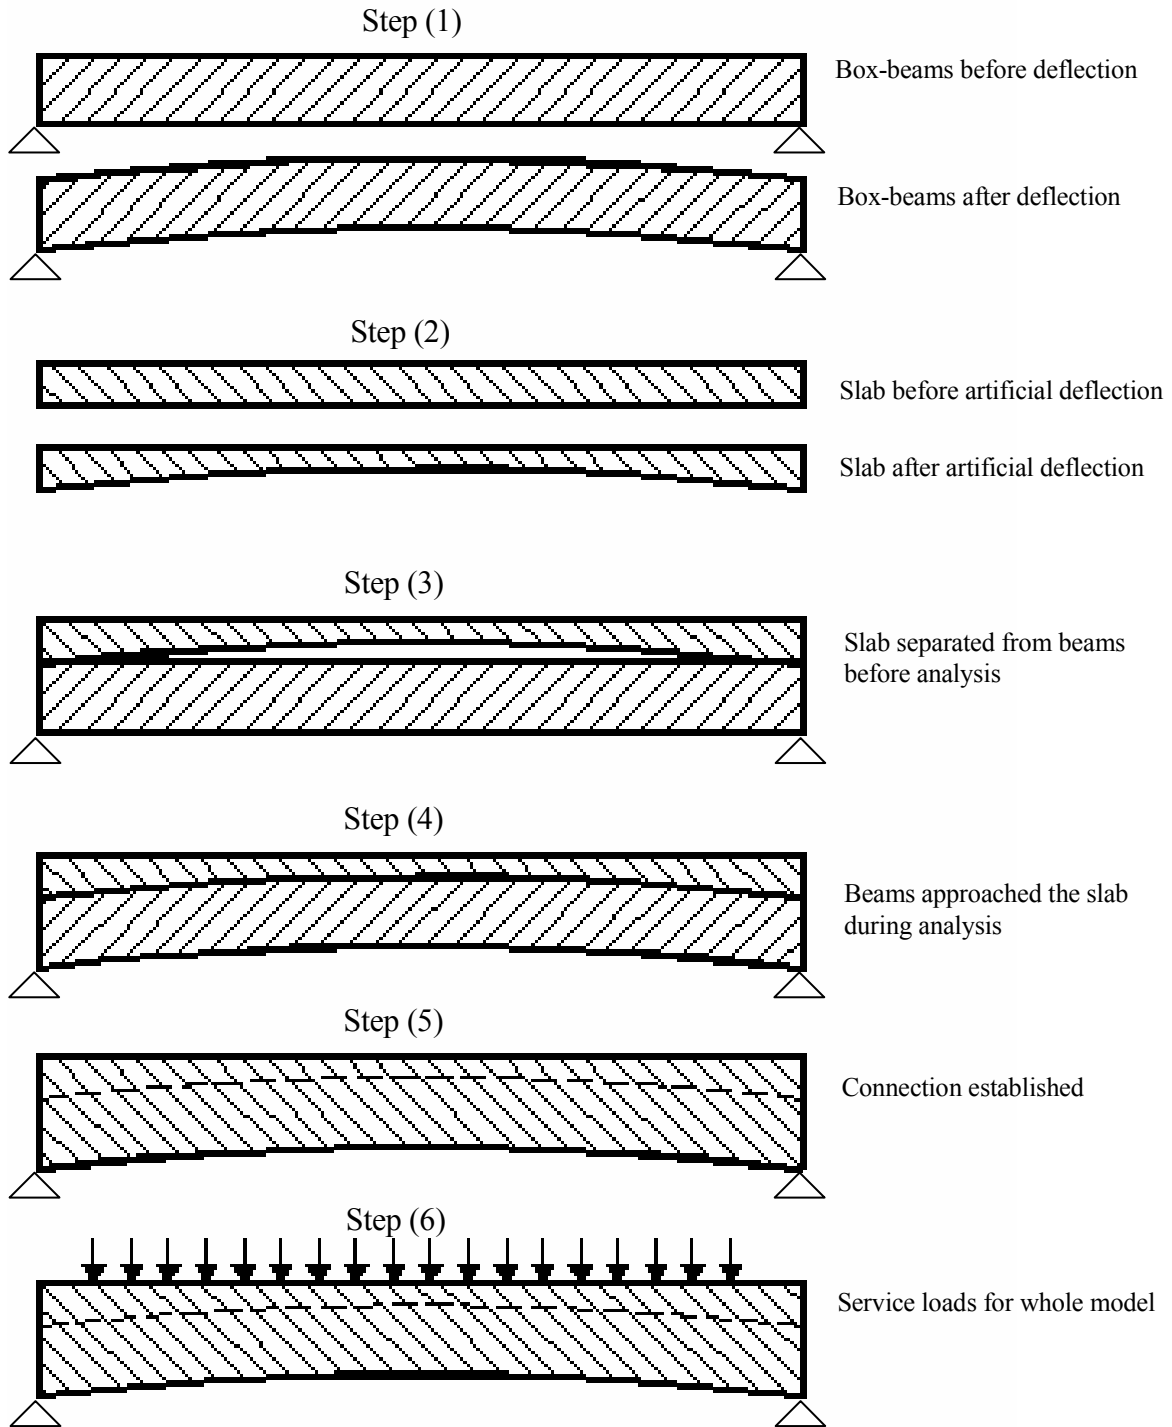 Step (1)
Box-beams before deflection
Box-beams after deflection
Step (2)
Slab before artificial deflection
Slab after artificial deflection
Step (3)
Slab separated from beams
before analysis
Step (4)
Beams approached the slab
during analysis
Step (5)
Connection established
Step (6)
Service loads for whole model